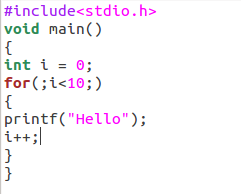 #include<stdio.h>
void main()
{
int i = 0;
for(;i<10;)
{
printf("Hello");
i++;
}
}